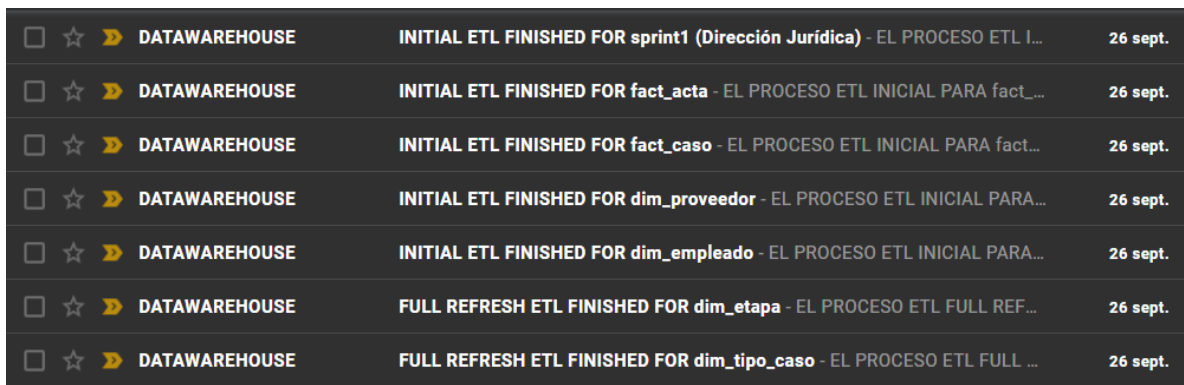 DATAWAREHOUSE INITIAL ETL FINISHED FOR sprint1 (Dirección Jurídica) - EL PROCESO ETL I... 26 sept.
DATAWAREHOUSE INITIAL ETL FINISHED FOR fact_acta - EL PROCESO ETL INICIAL PARA fact_... 26 sept.
DATAWAREHOUSE INITIAL ETL FINISHED FOR fact_caso - EL PROCESO ETL INICIAL PARA fact... 26 sept.
DATAWAREHOUSE INITIAL ETL FINISHED FOR dim_proveedor - EL PROCESO ETL INICIAL PARA... 26 sept.
DATAWAREHOUSE INITIAL ETL FINISHED FOR dim_empleado - EL PROCESO ETL INICIAL PARA... 26 sept.
DATAWAREHOUSE FULL REFRESH ETL FINISHED FOR dim_etapa - EL PROCESO ETL FULL REF... 26 sept.
DATAWAREHOUSE FULL REFRESH ETL FINISHED FOR dim_tipo_caso - EL PROCESO ETL FULL ... 26 sept.